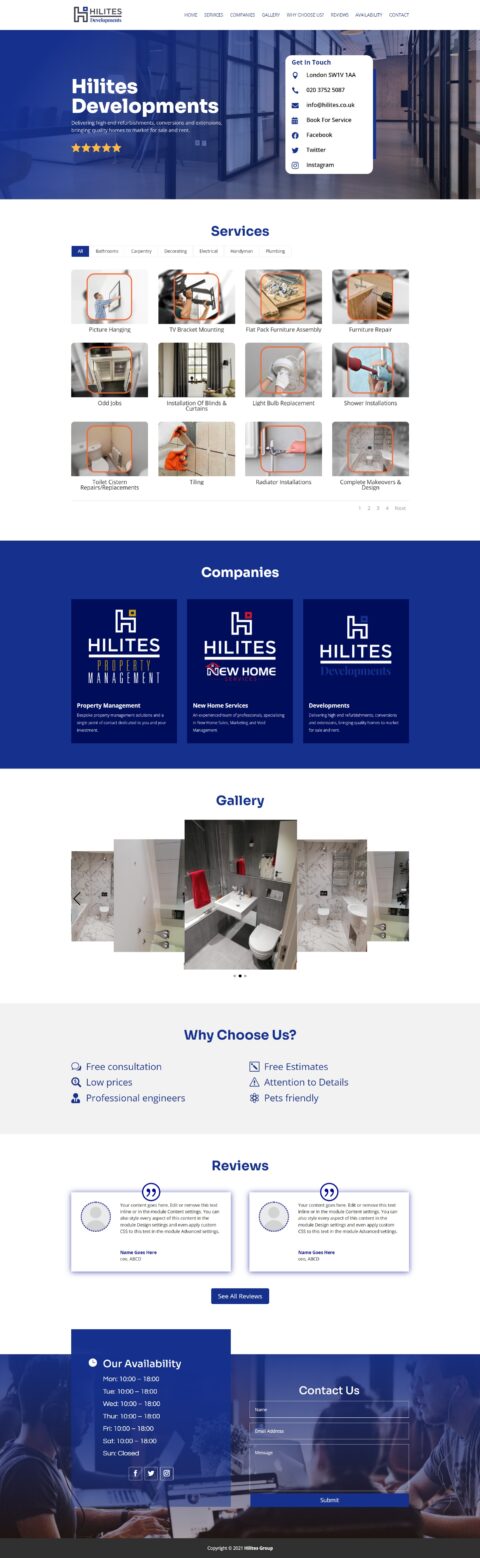 HILITES
Developments
HOME SERVICES COMPANIES GALLERY WHY CHOOSE US? REVIEWS AVAILABILITY CONTACT
Hilites
Developments
Delivering high-end refurbishments, conversions and extensions,
bringing quality homes to market for sale and rent.
Get In Touch
London SW1V 1AA
020 3752 5087
info@hilites.co.uk
Book For Service
Facebook
Twitter
Instagram
Services
All Bathrooms Carpentry Decorating Electrical Handyman Plumbing
Picture Hanging
TV Bracket Mounting
Flat Pack Furniture Assembly
Furniture Repair
Odd Jobs
Installation Of Blinds &
Curtains
Light Bulb Replacement
Shower Installations
Toilet Cistern
Repairs/Replacements
Tiling
Radiator Installations
Complete Makeovers &
Design
1 2 3 4 Next
Companies
HILITES
PROPERTY
MANAGEMENT
Property Management
Bespoke property management solutions and a
single point of contact dedicated to you and your
investment.
HILITES
NEW HOME
SERVICES
New Home Services
An experienced team of professionals, specialising
in New Home Sales, Marketing and Void
Management
HILITES
Developments
Developments
Delivering high end refurbishments, conversions
and extensions, bringing quality homes to market
for sale and rent.
Gallery
Why Choose Us?
Free consultation
Low prices
Professional engineers
Free Estimates
Attention to Details
Pets friendly
Reviews
Your content goes here. Edit or remove this text
inline or in the module Content settings. You can
also style every aspect of this content in the
module Design settings and even apply custom
CSS to this text in the module Advanced settings.
Name Goes Here
ceo, ABCD
Your content goes here. Edit or remove this text
inline or in the module Content settings. You can
also style every aspect of this content in the
module Design settings and even apply custom
CSS to this text in the module Advanced settings.
Name Goes Here
ceo, ABCD
See All Reviews
Our Availability
Mon: 10:00 – 18:00
Tue: 10:00 – 18:00
Wed: 10:00 – 18:00
Thur: 10:00 – 18:00
Fri: 10:00 – 18:00
Sat: 10:00 – 18:00
Sun: Closed
Contact Us
Name
Email Address
Message
Submit
Copyright © 2021 Hilites Group